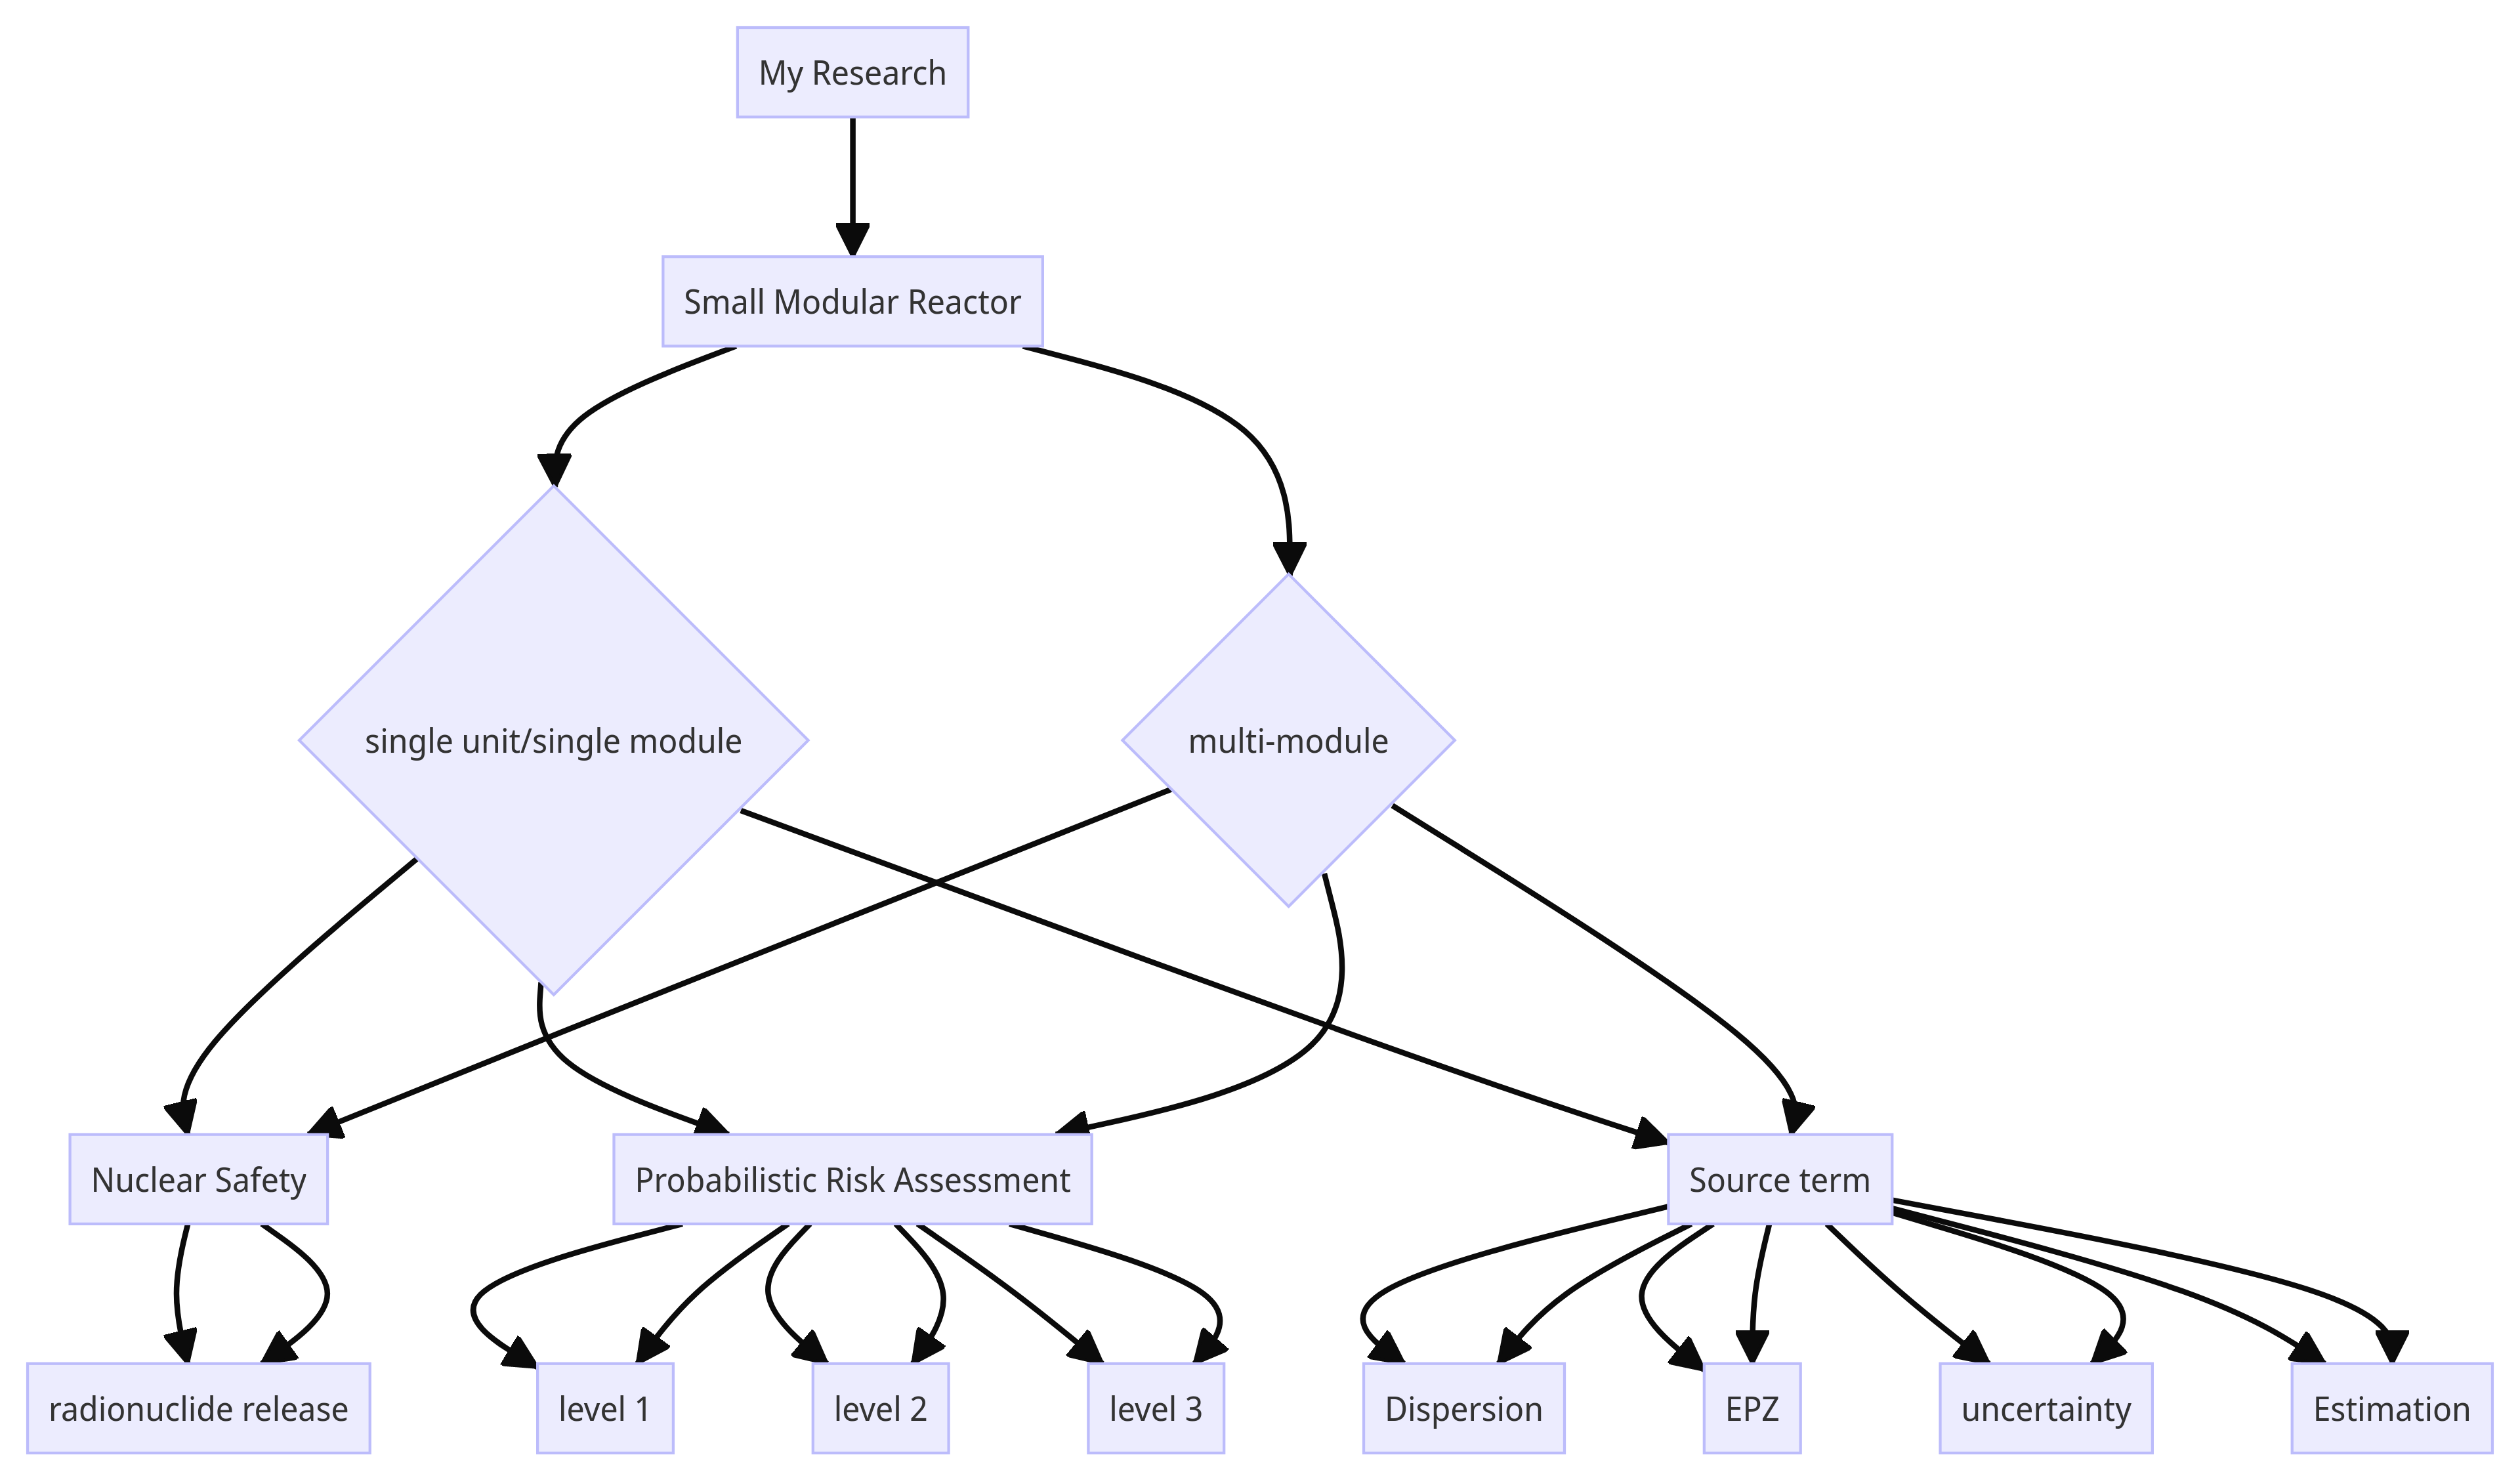 My Research
Small Modular Reactor
single unit/single module
multi-module
Nuclear Safety
Probabilistic Risk Assessment
Source term
radionuclide release
level 1
level 2
level 3
Dispersion
EPZ
uncertainty
Estimation